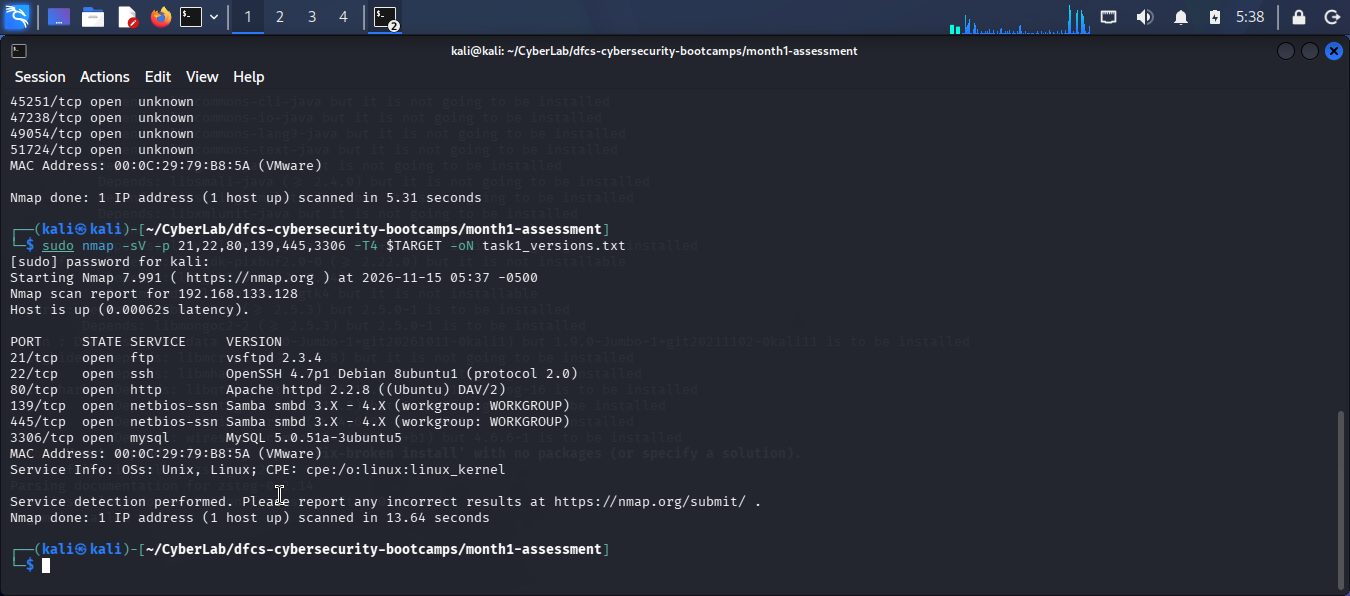 1 2 3 4 2 5:38
kali@kali: ~/CyberLab/dfcs-cybersecurity-bootcamps/month1-assessment
Session Actions Edit View Help
45251/tcp open  unknown
47238/tcp open  unknown
49054/tcp open  unknown
51724/tcp open  unknown
MAC Address: 00:0C:29:79:B8:5A (VMware)
Nmap done: 1 IP address (1 host up) scanned in 5.31 seconds
┌──(kali㉿kali)-[~/CyberLab/dfcs-cybersecurity-bootcamps/month1-assessment]
└─$ sudo nmap -sV -p 21,22,80,139,445,3306 -T4 $TARGET -oN task1_versions.txt
[sudo] password for kali:
Starting Nmap 7.991 ( https://nmap.org ) at 2026-11-15 05:37 -0500
Nmap scan report for 192.168.133.128
Host is up (0.00062s latency).
PORT     STATE SERVICE     VERSION
21/tcp   open  ftp         vsftpd 2.3.4
22/tcp   open  ssh         OpenSSH 4.7p1 Debian 8ubuntu1 (protocol 2.0)
80/tcp   open  http        Apache httpd 2.2.8 ((Ubuntu) DAV/2)
139/tcp  open  netbios-ssn Samba smbd 3.X - 4.X (workgroup: WORKGROUP)
445/tcp  open  netbios-ssn Samba smbd 3.X - 4.X (workgroup: WORKGROUP)
3306/tcp open  mysql       MySQL 5.0.51a-3ubuntu5
MAC Address: 00:0C:29:79:B8:5A (VMware)
Service Info: OSs: Unix, Linux; CPE: cpe:/o:linux:linux_kernel
Service detection performed. Please report any incorrect results at https://nmap.org/submit/ .
Nmap done: 1 IP address (1 host up) scanned in 13.64 seconds
┌──(kali㉿kali)-[~/CyberLab/dfcs-cybersecurity-bootcamps/month1-assessment]
└─$